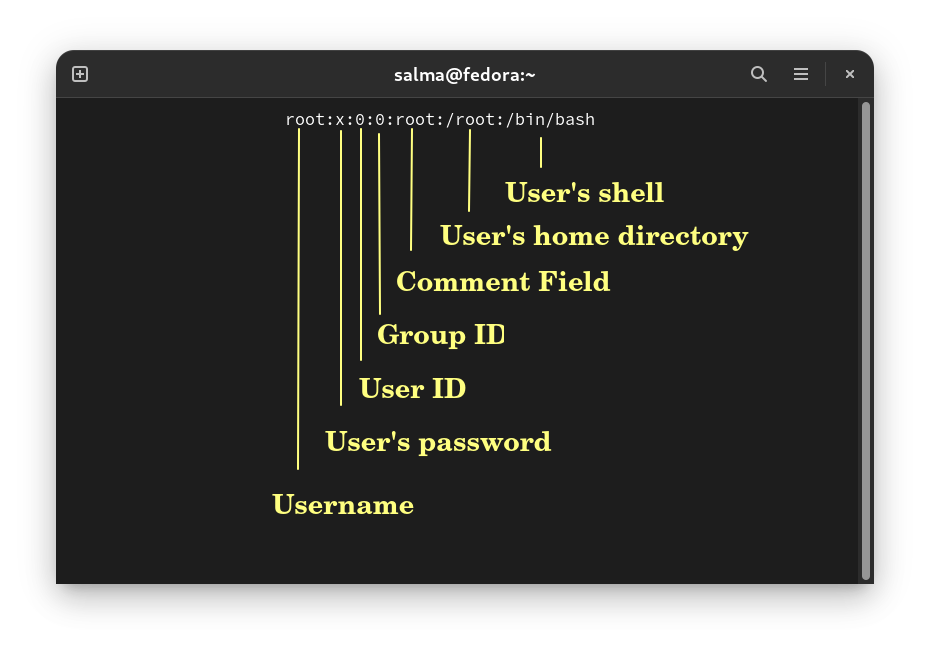 salma@fedora:~
root:x:0:0:root:/root:/bin/bash
User's shell
User's home directory
Comment Field
Group ID
User ID
User's password
Username